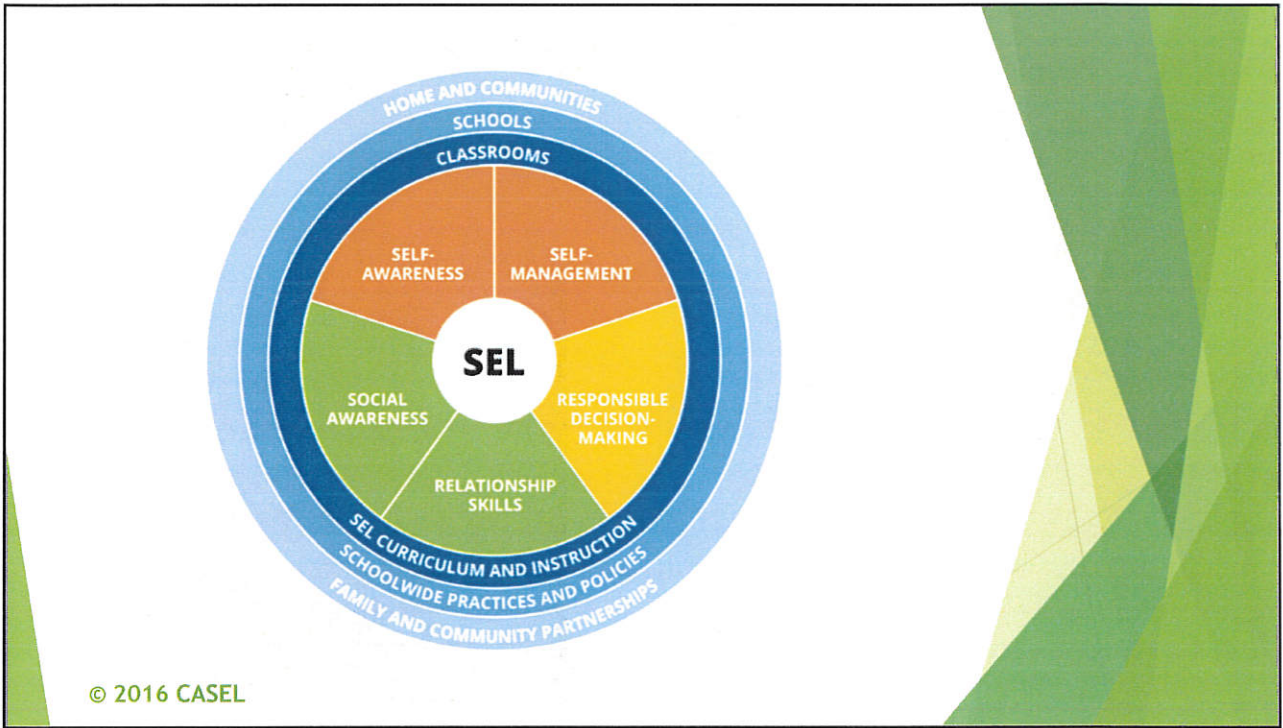 HOME AND COMMUNITIES
SCHOOLS
CLASSROOMS
SELF-
AWARENESS
SELF-
MANAGEMENT
SEL
SOCIAL
AWARENESS
RESPONSIBLE
DECISION-
MAKING
RELATIONSHIP
SKILLS
SEL CURRICULUM AND INSTRUCTION
SCHOOLWIDE PRACTICES AND POLICIES
FAMILY AND COMMUNITY PARTNERSHIPS
© 2016 CASEL